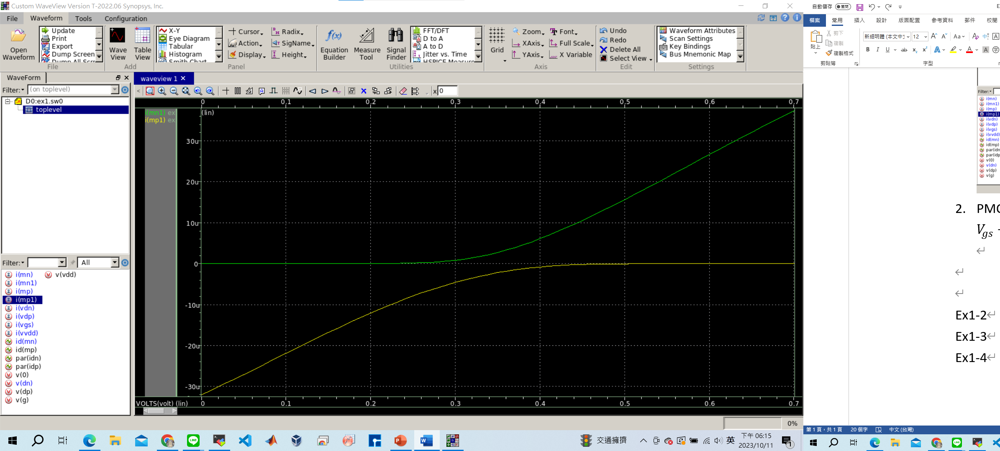 Custom WaveView Version T-2022.06 Synopsys, Inc.
File
Waveform
Tools
Configuration
Open Waveform
Update
Print
Export
Dump Screen
File
Wave View
Table View
Add
X-Y
Eye Diagram
Tabular
Histogram
Smith Chart
Cursor
Action
Display
Radix
SigName
Height
Panel
f(x)
Equation Builder
Measure Tool
Signal Finder
FFT/DFT
D to A
A to D
Jitter vs. Time
HSPICE Measure
Utilities
Grid
Zoom
XAxis
YAxis
Font
Full Scale
X Variable
Axis
Undo
Redo
Delete All
Select View
Edit
Waveform Attributes
Scan Settings
Key Bindings
Bus Mnemonic Map
Settings
WaveForm
Filter:
(on toplevel)
D0:ex1.sw0
toplevel
Filter:
All
i(mn)
v(vdd)
i(mn1)
i(mp)
i(mp1)
i(vdn)
i(vdp)
i(vgs)
i(vvdd)
id(mn)
id(mp)
par(idn)
par(idp)
v(0)
v(dn)
v(dp)
v(g)
waveview 1
x 0
0 0.1 0.2 0.3 0.4 0.5 0.6 0.7
i(mn1) ex
i(mp1) ex
(lin)
30u
20u
10u
0
-10u
-20u
-30u
VOLTS(volt) (lin)
0 0.1 0.2 0.3 0.4 0.5 0.6 0.7
0%
交通擁擠
英
下午 06:15
2023/10/11
1
自動儲存
關閉
檔案
常用
插入
設計
版面配置
參考資料
郵件
校閱
貼上
剪下
複製
複製格式
剪貼簿
新細明體 (本文中文
12
Aa
B I U ab x₂ x²
字型
Filter:
i(mn)
i(mn1)
i(mp)
i(mp1)
i(vdn)
i(vdp)
i(vgs)
i(vvdd)
id(mn)
id(mp)
par(idn
par(idp
v(0)
v(dn)
v(dp)
v(g)
2. PMO
Vgs -
Ex1-2
Ex1-3
Ex1-4
第 1 頁，共 1 頁
20 個字
中文 (台灣)